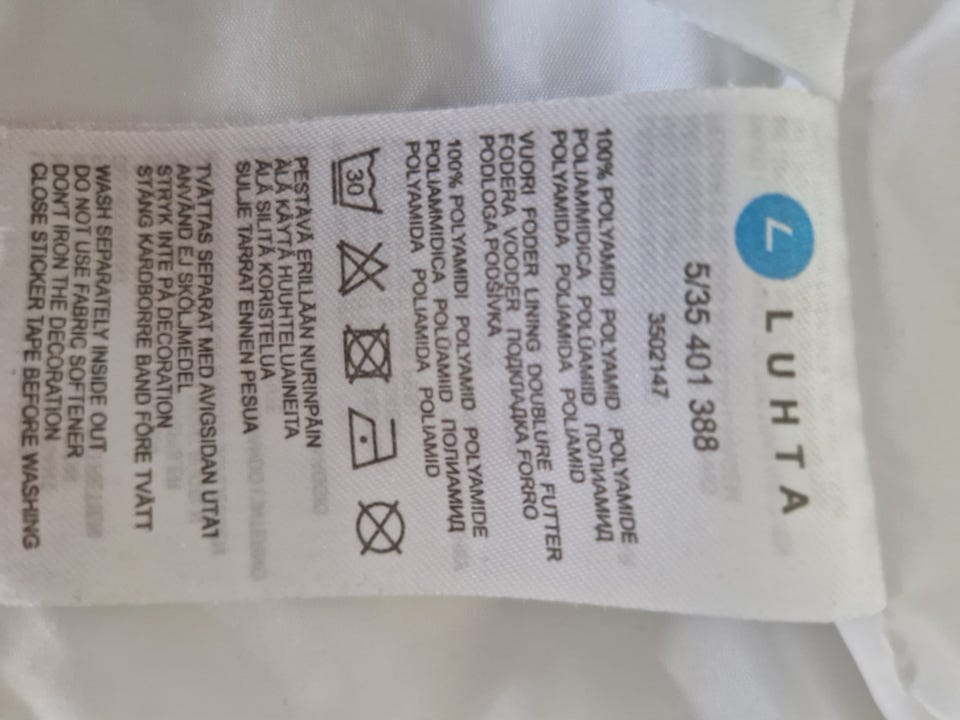 LUHTA
5/35 401 388
3502147
100% POLYAMIDI POLYAMID POLYAMIDE
POLIAMMIDICA POLÜAMIID ПОЛИАМИД
POLYAMIDA POLIAMIDA POLIAMID
VUORI FODER LINING DOUBLURE FUTTER
FODERA VOODER ПОДКЛАДКА FORRO
PODLOGA PODŠIVKA
100% POLYAMIDI POLYAMID POLYAMIDE
POLIAMMIDICA POLÜAMIID ПОЛИАМИД
POLYAMIDA POLIAMIDA POLIAMID
30
PESTÄVÄ ERILLÄÄN NURINPÄIN
ÄLÄ KÄYTÄ HUUHTELUAINEITA
ÄLÄ SILITÄ KORISTELUA
SULJE TARRAT ENNEN PESUA
TVÄTTAS SEPARAT MED AVIGSIDAN UTÅT
ANVÄND EJ SKÖLJMEDEL
STRYK INTE PÅ DECORATION
STÄNG KARDBORRE BAND FÖRE TVÄTT
WASH SEPARATELY INSIDE OUT
DO NOT USE FABRIC SOFTENER
DON'T IRON THE DECORATION
CLOSE STICKER TAPE BEFORE WASHING